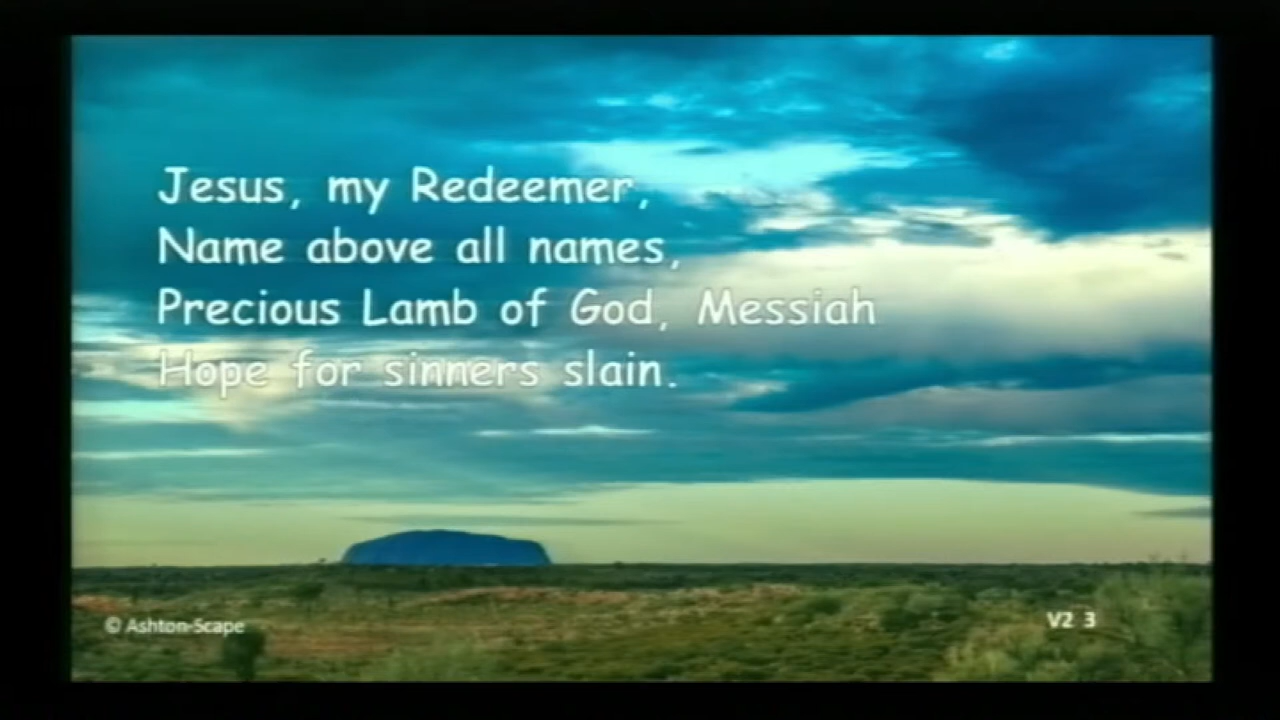 Jesus, my Redeemer,
Name above all names,
Precious Lamb of God, Messiah
Hope for sinners slain.
© Ashton-Scape
V2 3